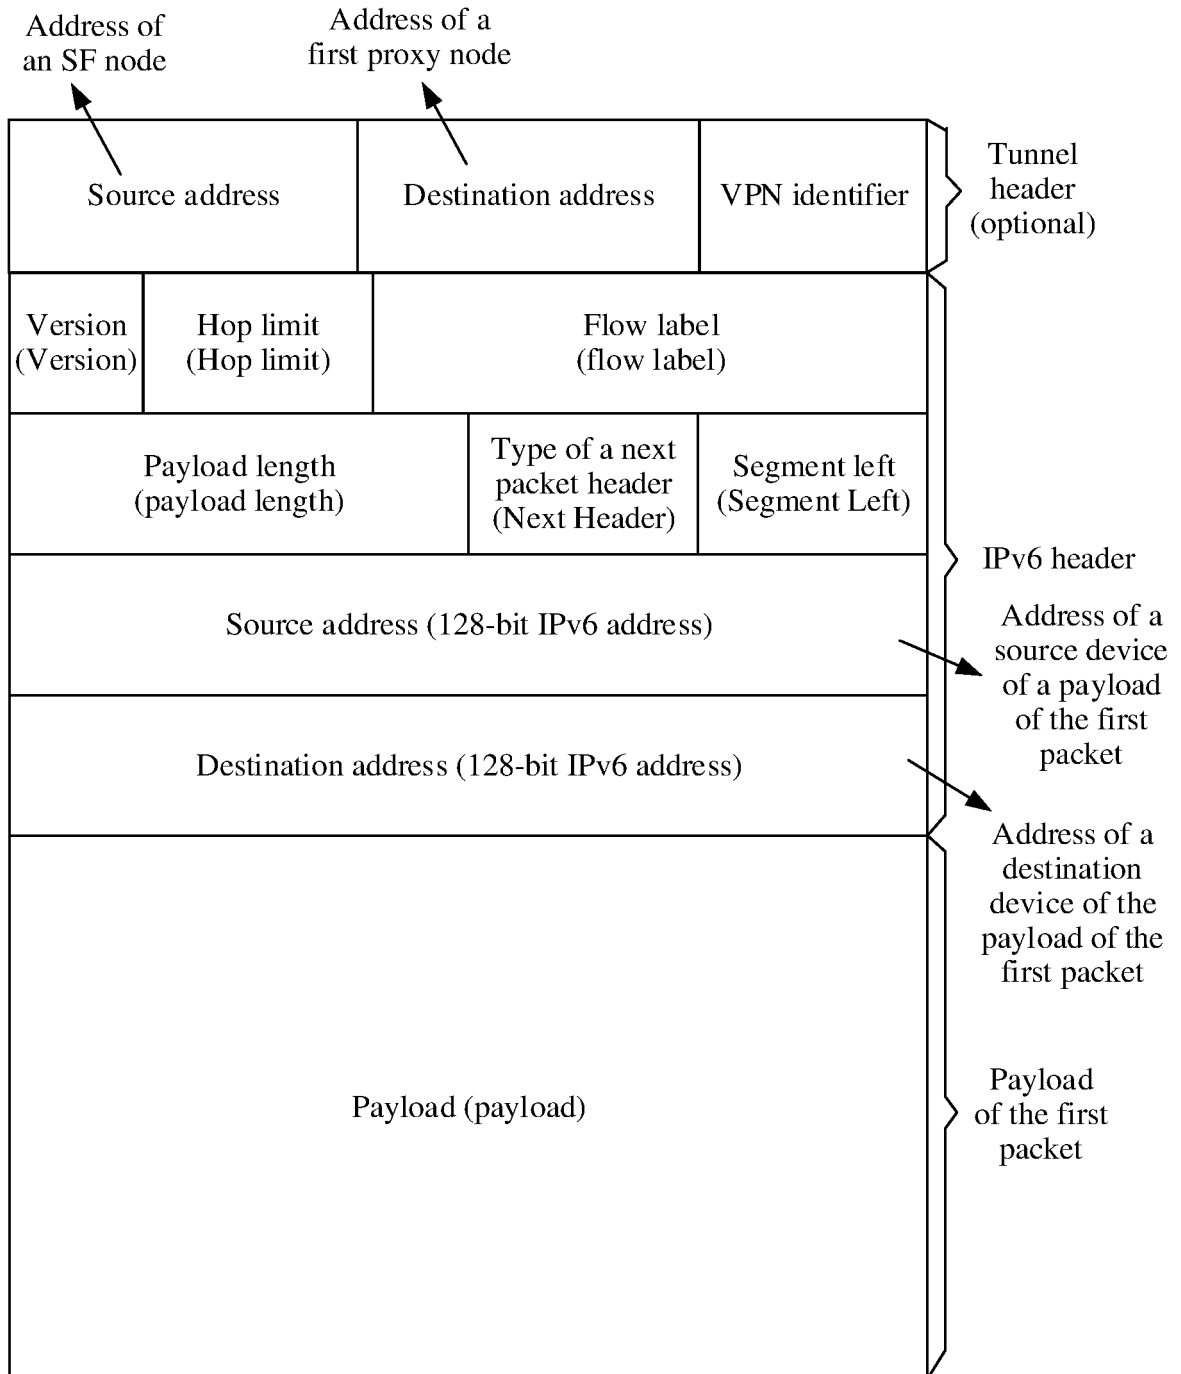 Address of
an SF node
Address of a
first proxy node
Source address
Destination address
VPN identifier
Tunnel
header
(optional)
Version
(Version)
Hop limit
(Hop limit)
Flow label
(flow label)
Payload length
(payload length)
Type of a next
packet header
(Next Header)
Segment left
(Segment Left)
IPv6 header
Source address (128-bit IPv6 address)
Address of a
source device
of a payload
of the first
packet
Destination address (128-bit IPv6 address)
Address of a
destination
device of the
payload of the
first packet
Payload (payload)
Payload
of the first
packet